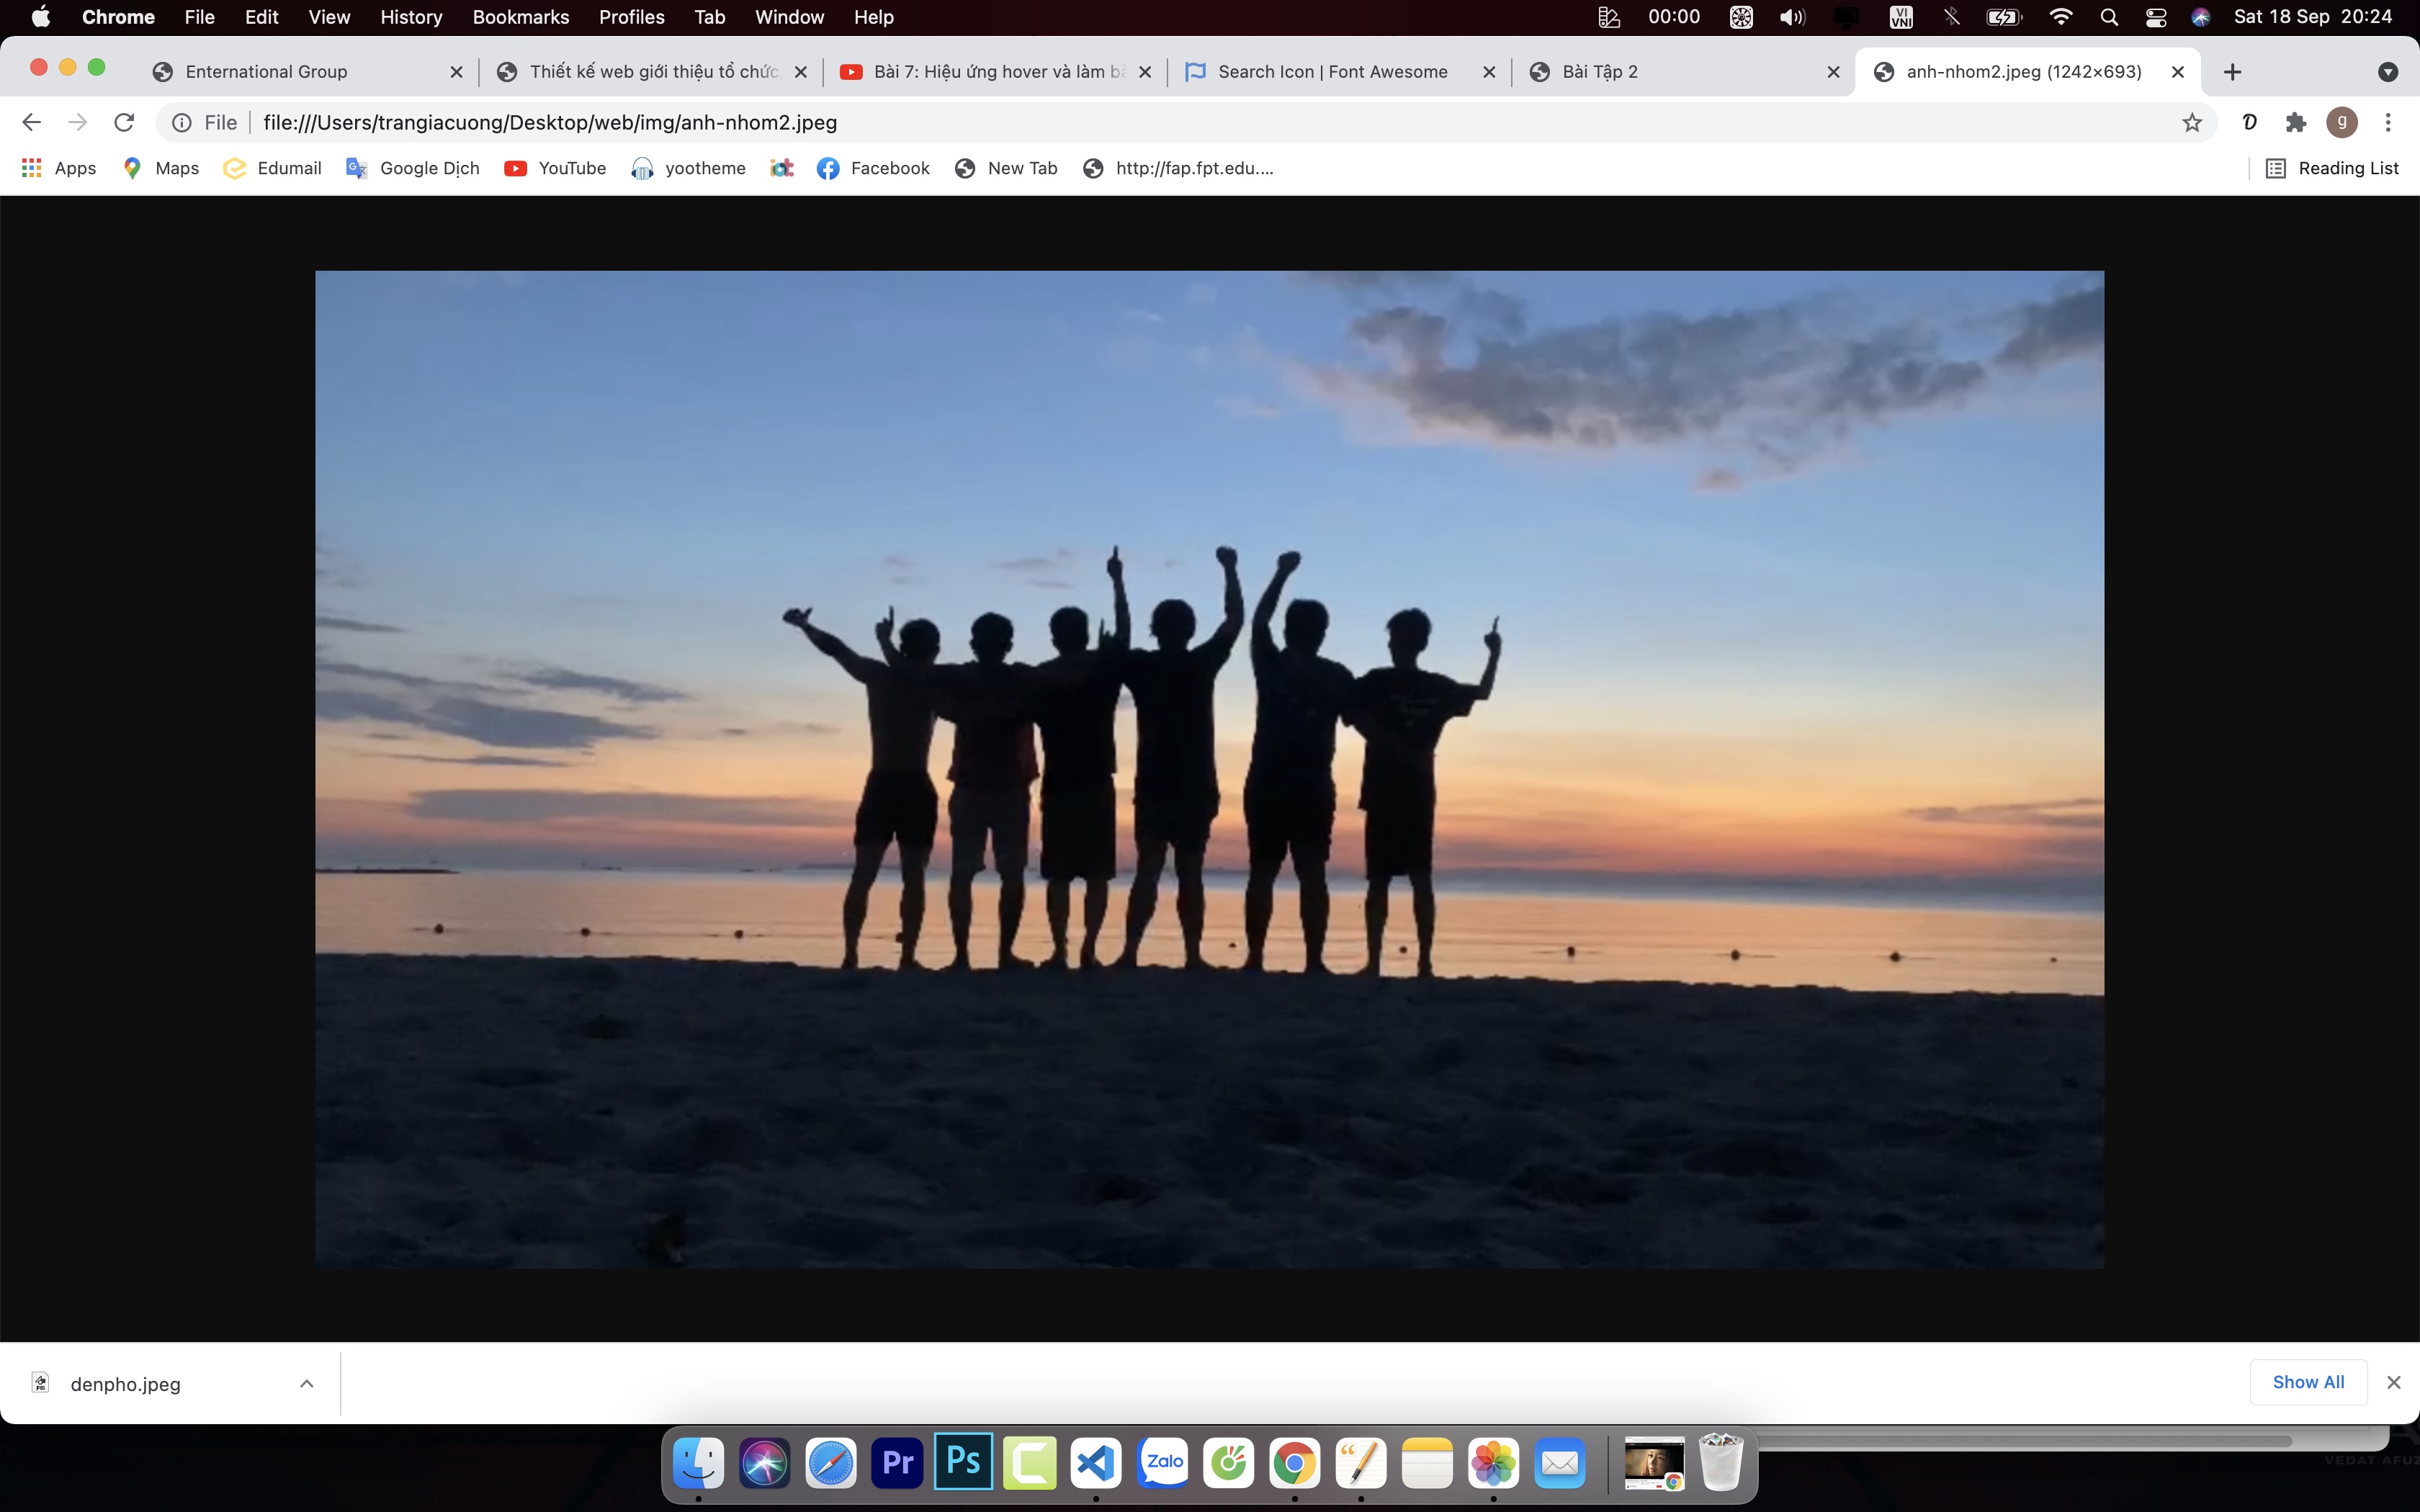 Chrome File Edit View History Bookmarks Profiles Tab Window Help 00:00 VI VNI Sat 18 Sep 20:24
Enternational Group Thiết kế web giới thiệu tổ chức, Bài 7: Hiệu ứng hover và làm Search Icon | Font Awesome Bài Tập 2 anh-nhom2.jpeg (1242×693)
File file:///Users/trangiacuong/Desktop/web/img/anh-nhom2.jpeg g
Apps Maps Edumail Google Dịch YouTube yootheme Facebook New Tab http://fap.fpt.edu.... Reading List
denpho.jpeg Show All
Pr Ps Zalo
VEDAT